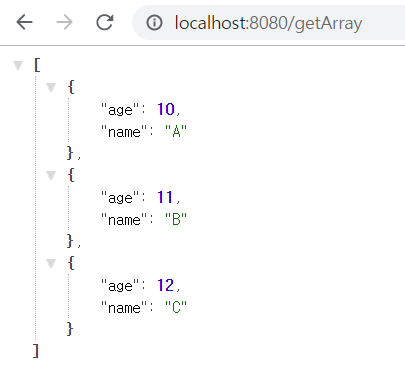 localhost:8080/getArray
[
{
"age": 10,
"name": "A"
},
{
"age": 11,
"name": "B"
},
{
"age": 12,
"name": "C"
}
]